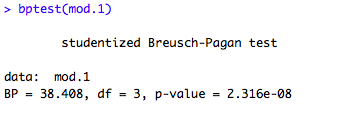 > bptest(mod.1)
studentized Breusch-Pagan test
data:  mod.1
BP = 38.408, df = 3, p-value = 2.316e-08